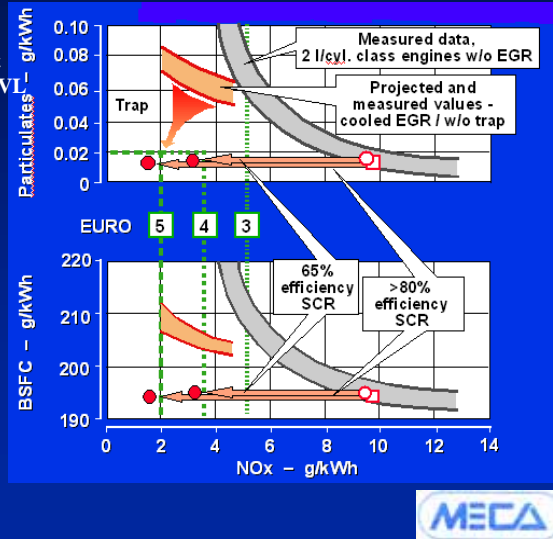 VL
Particulates – g/kWh
0.10
0.08
0.06
0.04
0.02
0
Measured data,
2 l/cyl. class engines w/o EGR
Projected and
measured values -
cooled EGR / w/o trap
Trap
EURO 5 4 3
65%
efficiency
SCR
>80%
efficiency
SCR
BSFC – g/kWh
220
210
200
190
0 2 4 6 8 10 12 14
NOx – g/kWh
MECA